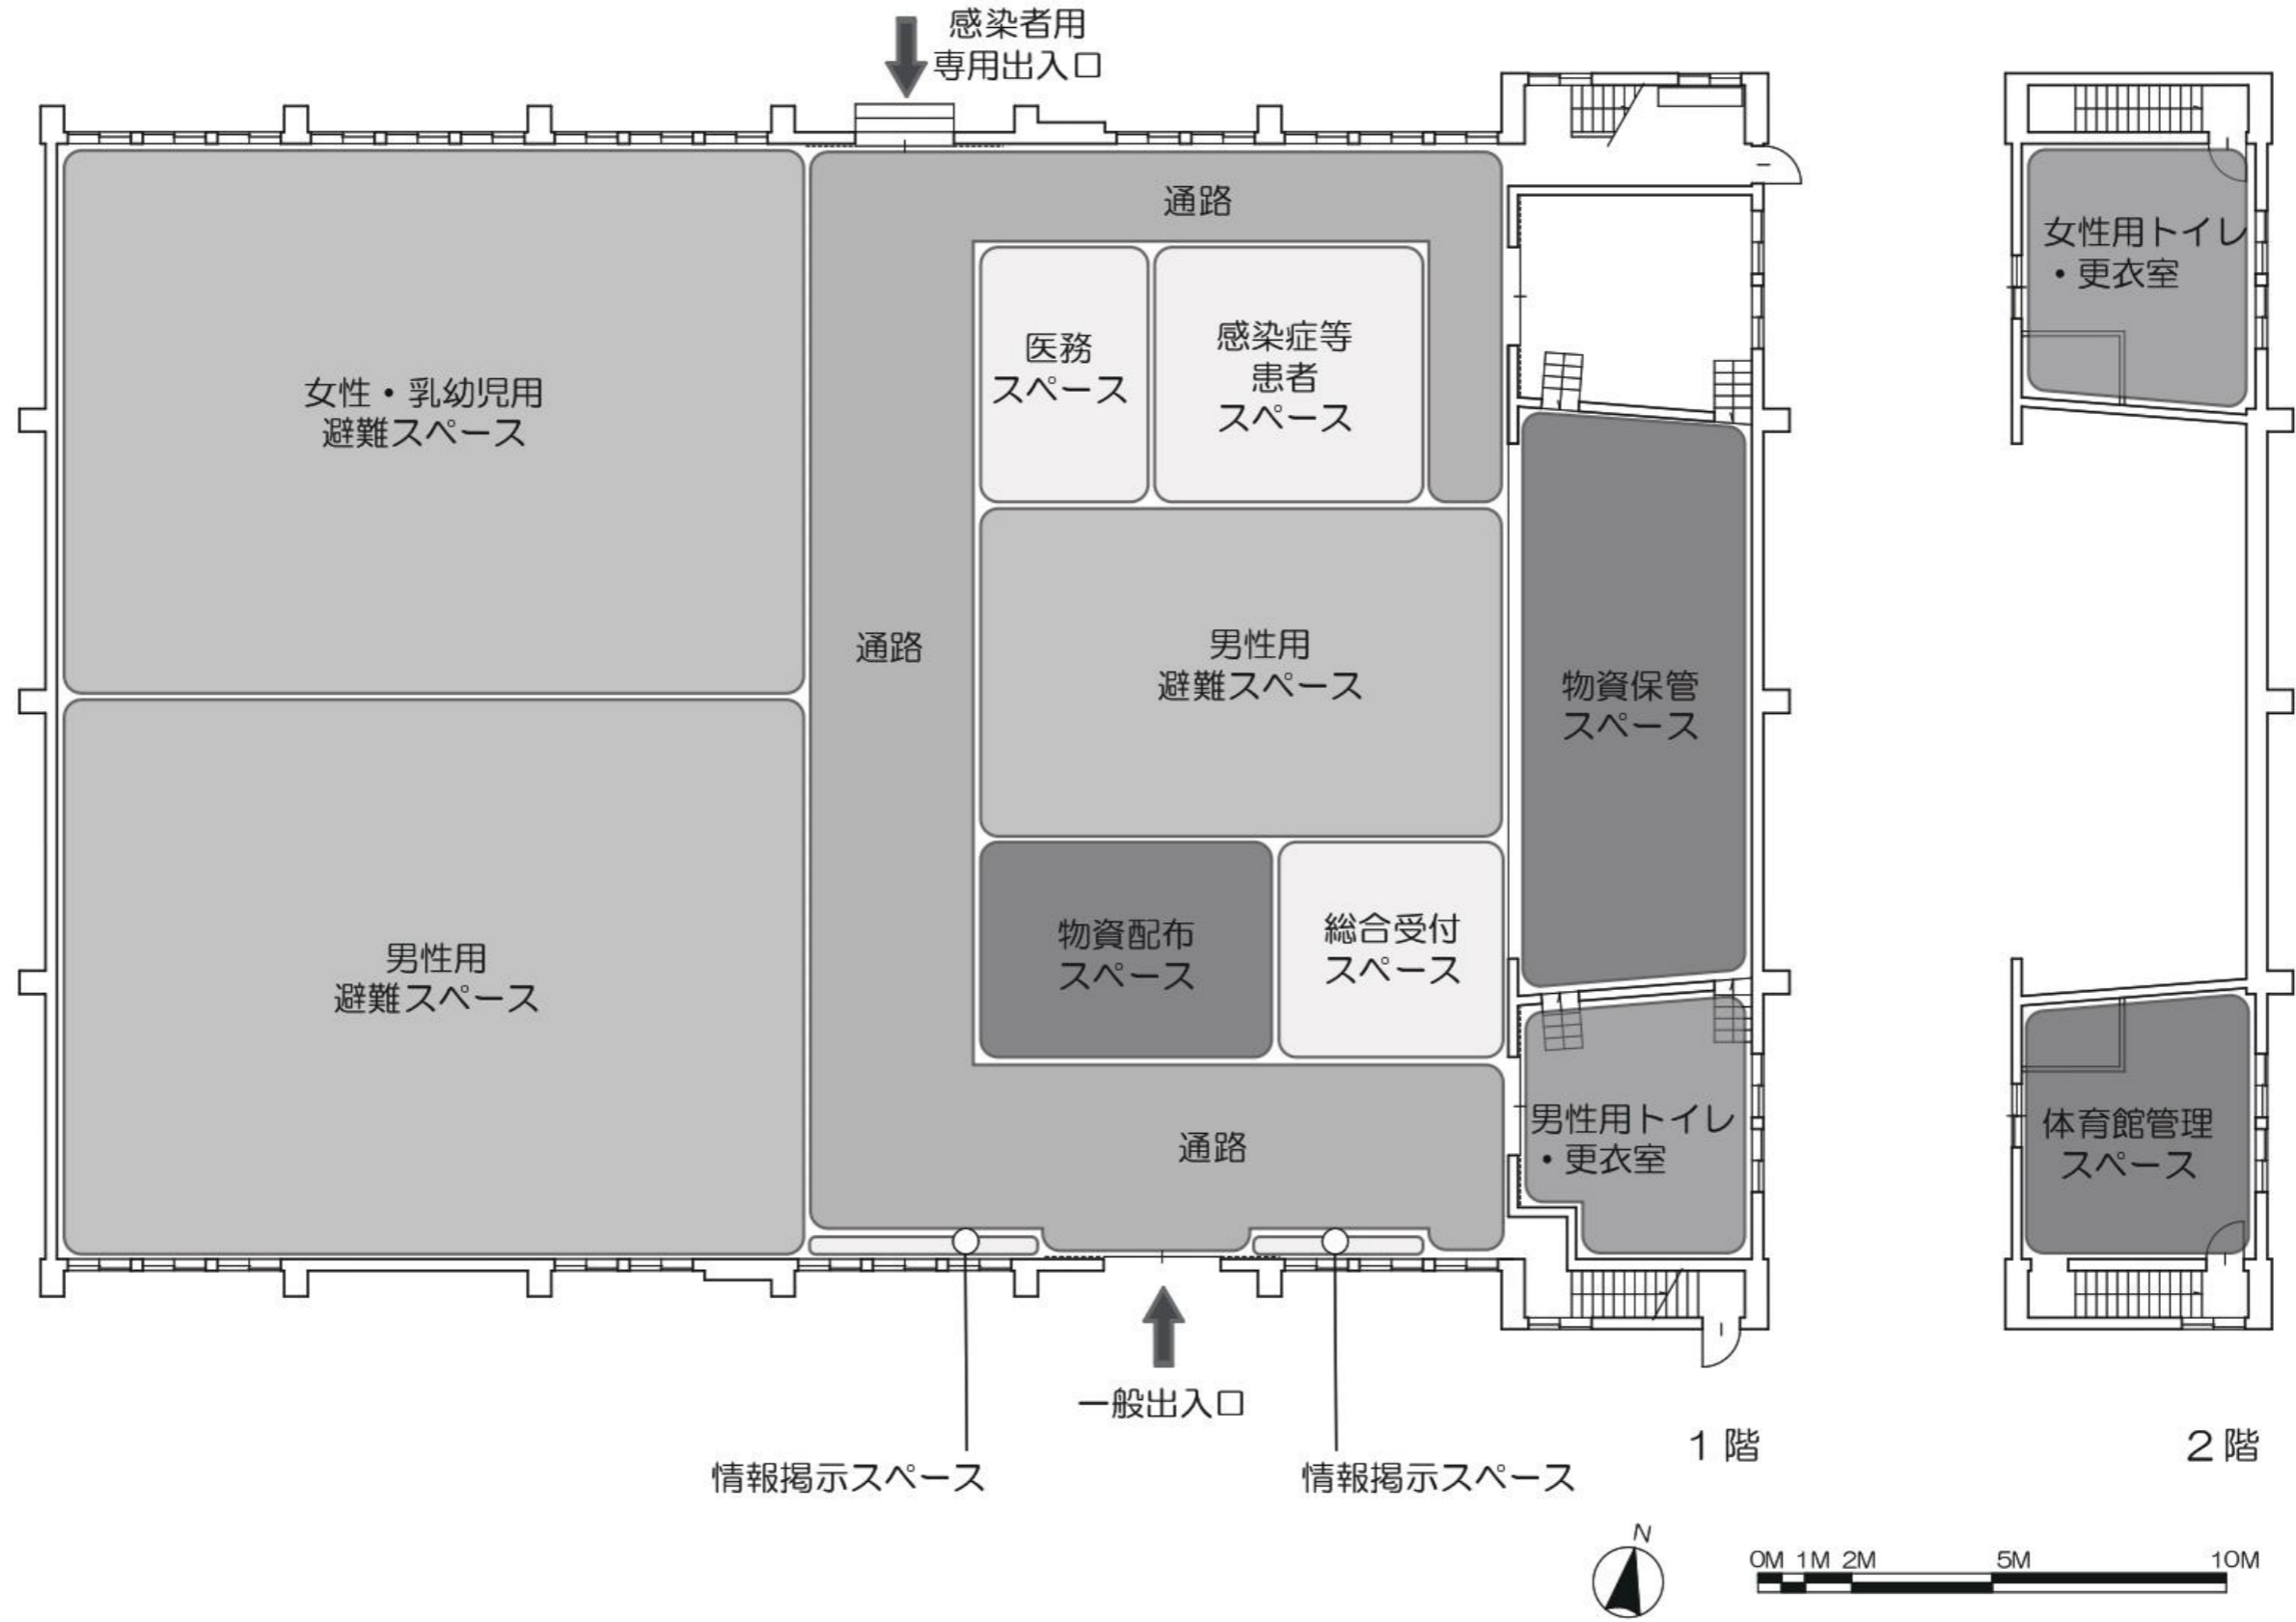 感染者用
専用出入口
通路
女性用トイレ
・更衣室
医務
スペース
感染症等
患者
スペース
女性・乳幼児用
避難スペース
通路
男性用
避難スペース
物資保管
スペース
男性用
避難スペース
物資配布
スペース
総合受付
スペース
通路
男性用トイレ
・更衣室
体育館管理
スペース
一般出入口
情報掲示スペース
情報掲示スペース
1階
2階
N
0M 1M 2M 5M 10M